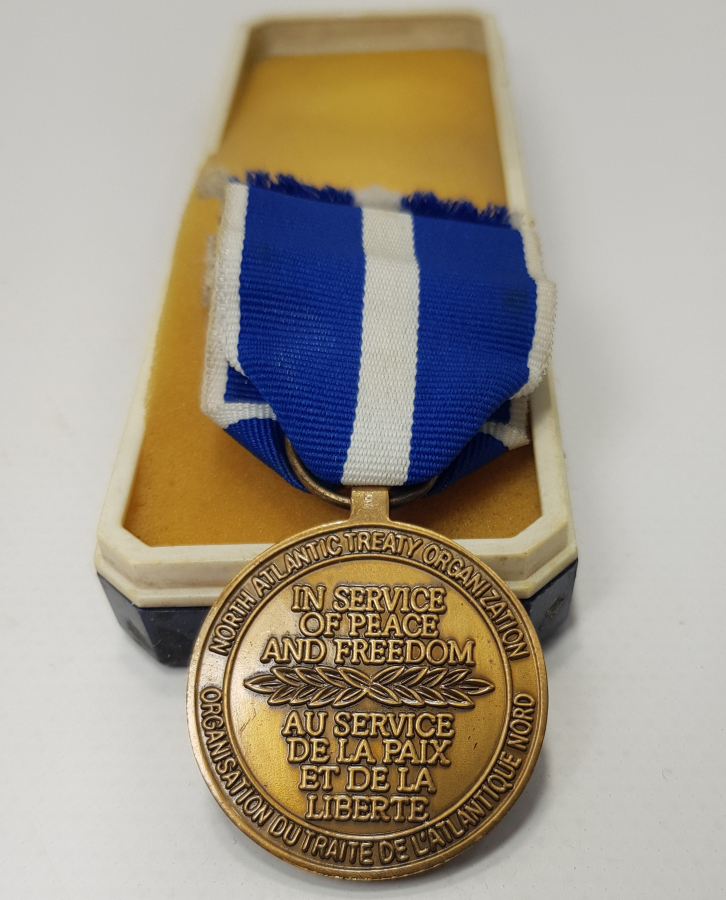 NORTH ATLANTIC TREATY ORGANIZATION
IN SERVICE
OF PEACE
AND FREEDOM
AU SERVICE
DE LA PAIX
ET DE LA
LIBERTE
ORGANISATION DU TRAITE DE L'ATLANTIQUE NORD